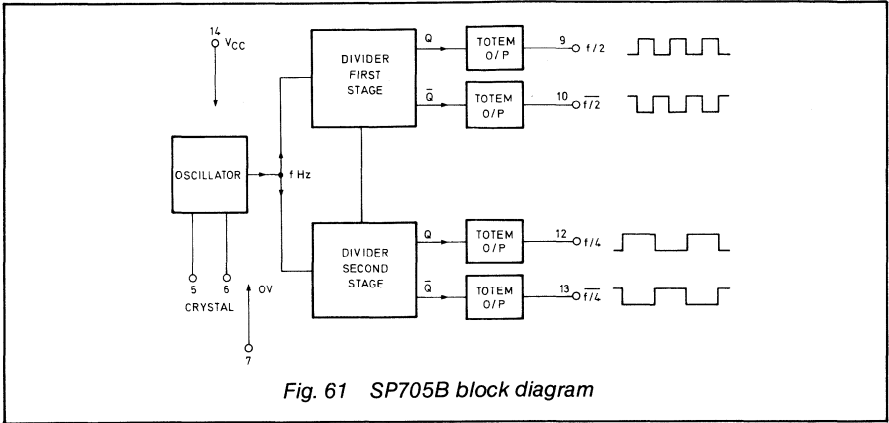 14
VCC
OSCILLATOR
5
6
CRYSTAL
0V
7
f Hz
DIVIDER
FIRST
STAGE
Q
Q̄
DIVIDER
SECOND
STAGE
Q
Q̄
TOTEM
O/P
9
f/2
TOTEM
O/P
10
f/2
TOTEM
O/P
12
f/4
TOTEM
O/P
13
f/4
Fig. 61 SP705B block diagram